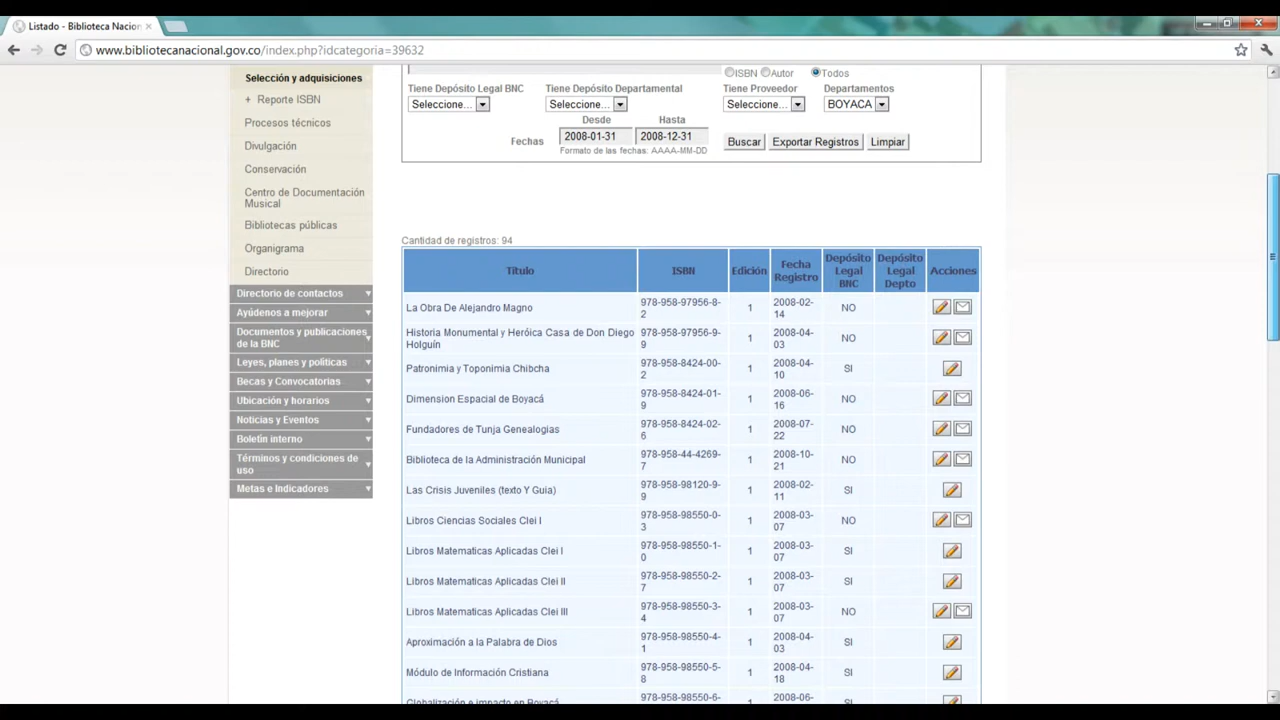 Listado - Biblioteca Nacion
www.bibliotecanacional.gov.co/index.php?idcategoria=39632
Selección y adquisiciones
+ Reporte ISBN
Procesos técnicos
Divulgación
Conservación
Centro de Documentación
Musical
Bibliotecas públicas
Organigrama
Directorio
Directorio de contactos
Ayúdenos a mejorar
Documentos y publicaciones
de la BNC
Leyes, planes y políticas
Becas y Convocatorias
Ubicación y horarios
Noticias y Eventos
Boletín interno
Términos y condiciones de
uso
Metas e Indicadores
ISBN Autor Todos
Tiene Depósito Legal BNC Tiene Depósito Departamental Tiene Proveedor Departamentos
Seleccione... Seleccione... Seleccione... BOYACA
Desde Hasta
Fechas 2008-01-31 2008-12-31 Buscar Exportar Registros Limpiar
Formato de las fechas: AAAA-MM-DD
Cantidad de registros: 94
Título ISBN Edición Fecha Registro Depósito Legal BNC Depósito Legal Depto Acciones
La Obra De Alejandro Magno 978-958-97956-8-2 1 2008-02-14 NO
Historia Monumental y Heróica Casa de Don Diego Holguín 978-958-97956-9-9 1 2008-04-03 NO
Patronimia y Toponimia Chibcha 978-958-8424-00-2 1 2008-04-10 SI
Dimension Espacial de Boyacá 978-958-8424-01-9 1 2008-06-16 NO
Fundadores de Tunja Genealogias 978-958-8424-02-6 1 2008-07-22 NO
Biblioteca de la Administración Municipal 978-958-44-4269-7 1 2008-10-21 NO
Las Crisis Juveniles (texto Y Guia) 978-958-98120-9-9 1 2008-02-11 SI
Libros Ciencias Sociales Clei I 978-958-98550-0-3 1 2008-03-07 NO
Libros Matematicas Aplicadas Clei I 978-958-98550-1-0 1 2008-03-07 SI
Libros Matematicas Aplicadas Clei II 978-958-98550-2-7 1 2008-03-07 SI
Libros Matematicas Aplicadas Clei III 978-958-98550-3-4 1 2008-03-07 NO
Aproximación a la Palabra de Dios 978-958-98550-4-1 1 2008-04-03 SI
Módulo de Información Cristiana 978-958-98550-5-8 1 2008-04-18 SI
Globalización e impacto en Boyacá 978-958-98550-6- 1 2008-06- SI